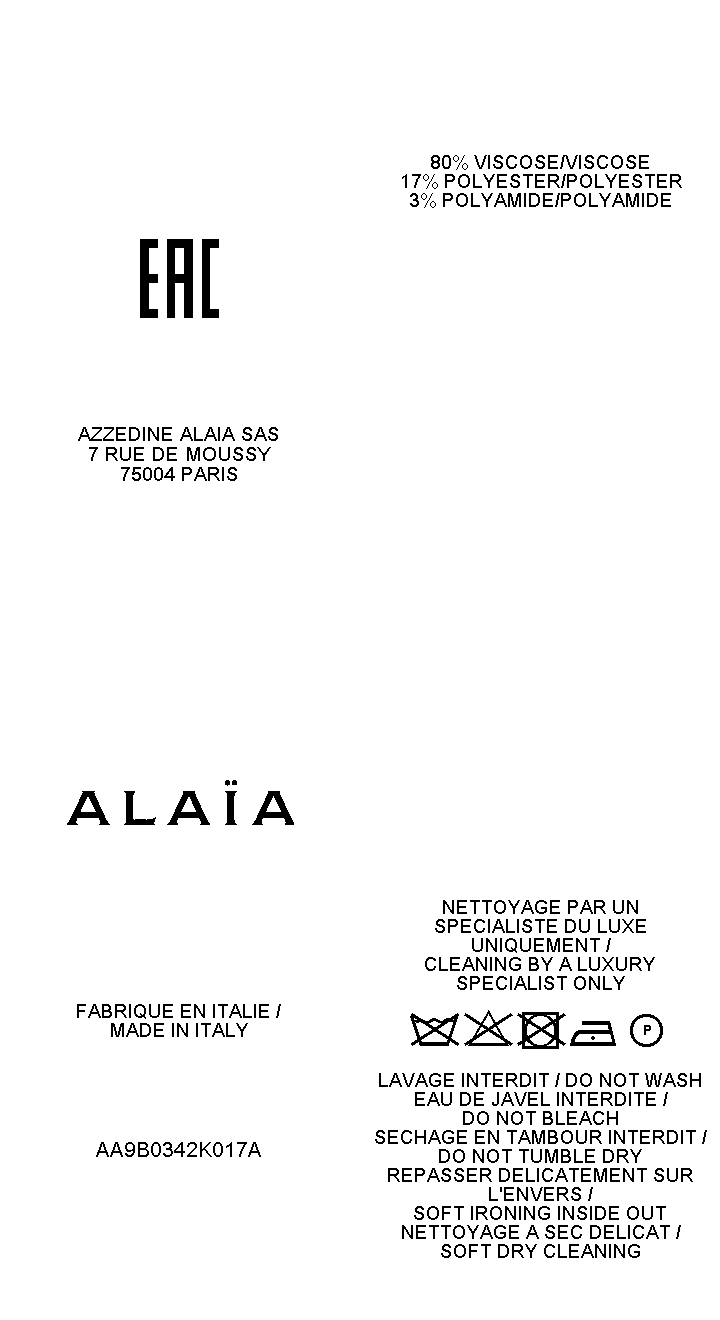 EAC
AZZEDINE ALAIA SAS
7 RUE DE MOUSSY
75004 PARIS
ALAÏA
FABRIQUE EN ITALIE /
MADE IN ITALY
AA9B0342K017A
80% VISCOSE/VISCOSE
17% POLYESTER/POLYESTER
3% POLYAMIDE/POLYAMIDE
NETTOYAGE PAR UN
SPECIALISTE DU LUXE
UNIQUEMENT /
CLEANING BY A LUXURY
SPECIALIST ONLY
P
LAVAGE INTERDIT / DO NOT WASH
EAU DE JAVEL INTERDITE /
DO NOT BLEACH
SECHAGE EN TAMBOUR INTERDIT /
DO NOT TUMBLE DRY
REPASSER DELICATEMENT SUR
L'ENVERS /
SOFT IRONING INSIDE OUT
NETTOYAGE A SEC DELICAT /
SOFT DRY CLEANING